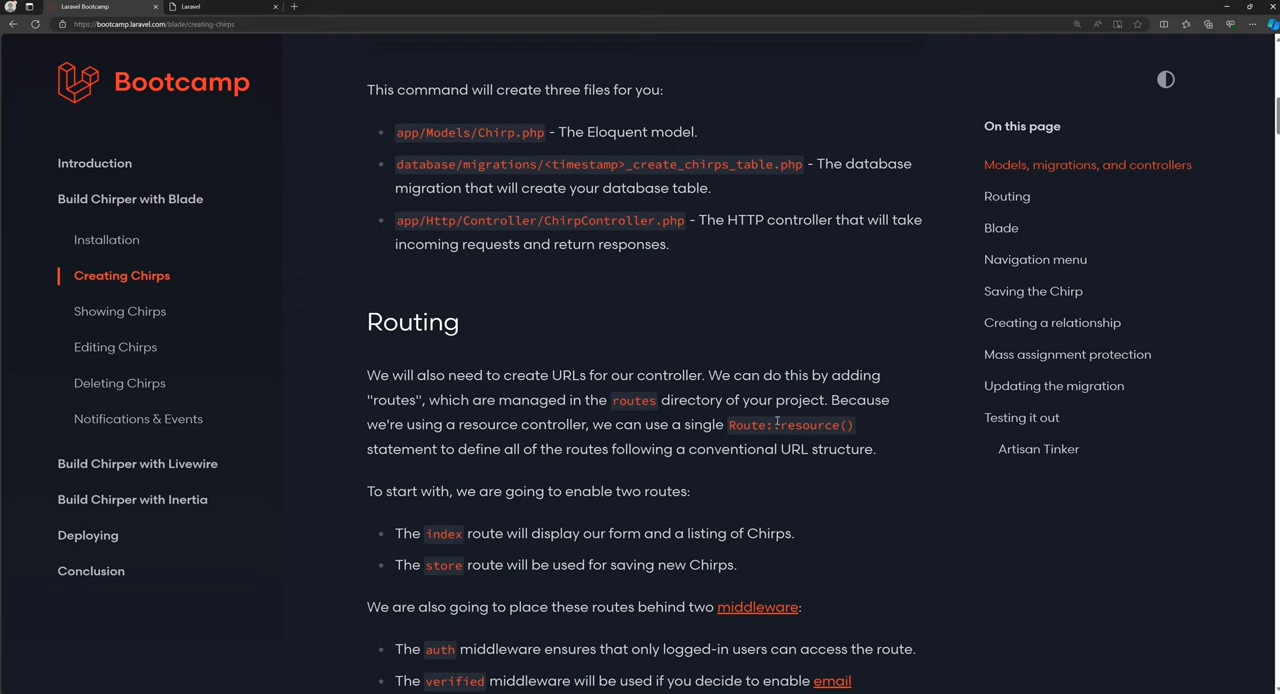 Laravel Bootcamp
Laravel
https://bootcamp.laravel.com/blade/creating-chirps
Bootcamp
Introduction
Build Chirper with Blade
Installation
Creating Chirps
Showing Chirps
Editing Chirps
Deleting Chirps
Notifications & Events
Build Chirper with Livewire
Build Chirper with Inertia
Deploying
Conclusion
This command will create three files for you:
app/Models/Chirp.php - The Eloquent model.
database/migrations/<timestamp>_create_chirps_table.php - The database
migration that will create your database table.
app/Http/Controller/ChirpController.php - The HTTP controller that will take
incoming requests and return responses.
Routing
We will also need to create URLs for our controller. We can do this by adding
"routes", which are managed in the routes directory of your project. Because
we're using a resource controller, we can use a single Route::resource()
statement to define all of the routes following a conventional URL structure.
To start with, we are going to enable two routes:
The index route will display our form and a listing of Chirps.
The store route will be used for saving new Chirps.
We are also going to place these routes behind two middleware:
The auth middleware ensures that only logged-in users can access the route.
The verified middleware will be used if you decide to enable email
On this page
Models, migrations, and controllers
Routing
Blade
Navigation menu
Saving the Chirp
Creating a relationship
Mass assignment protection
Updating the migration
Testing it out
Artisan Tinker